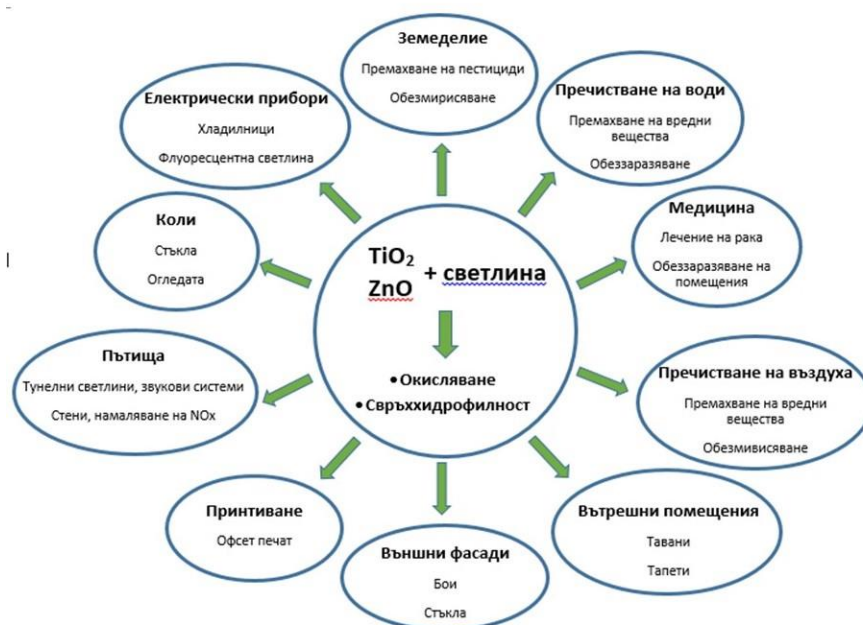 Земеделие
Премахване на пестициди
Обезмирисяване
Пречистване на води
Премахване на вредни
вещества
Обеззаразяване
Електрически прибори
Хладилници
Флуоресцентна светлина
Медицина
Лечение на рака
Обеззаразяване на
помещения
Коли
Стъкла
Огледата
TiO₂
ZnO
+ светлина
•Окисляване
•Свръххидрофилност
Пътища
Тунелни светлини, звукови системи
Стени, намаляване на NOx
Пречистване на въздуха
Премахване на вредни
вещества
Обезмивисяване
Принтиване
Офсет печат
Външни фасади
Бои
Стъкла
Вътрешни помещения
Тавани
Тапети